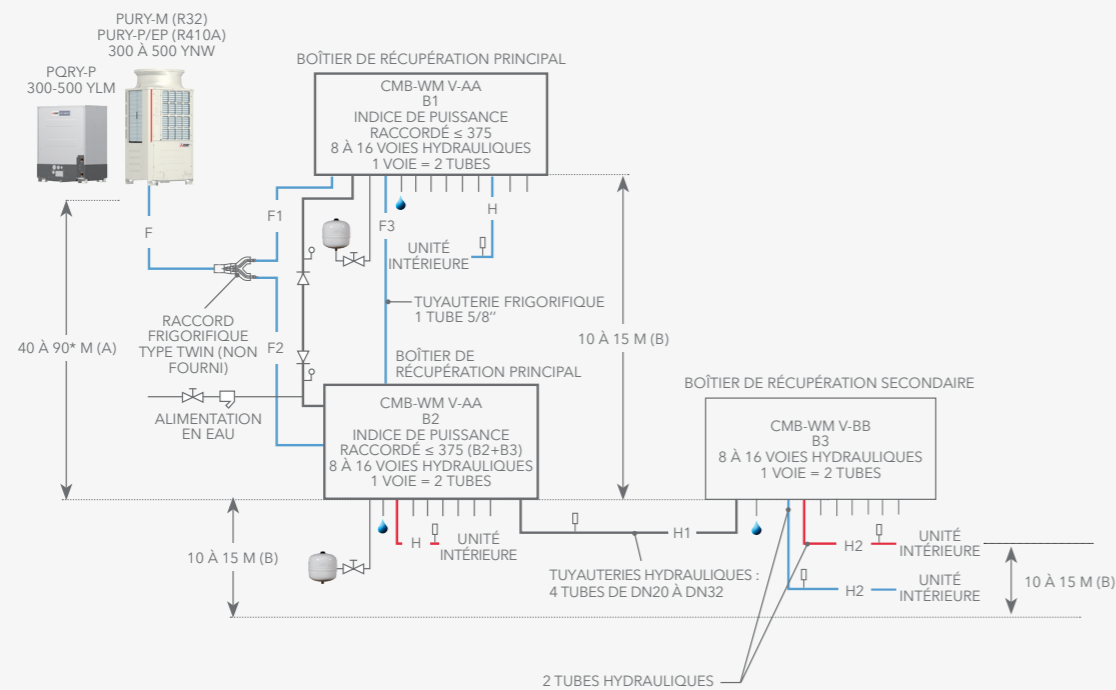 PURY-M (R32)
PURY-P/EP (R410A)
300 À 500 YNW
PQRY-P
300-500 YLM
BOÎTIER DE RÉCUPÉRATION PRINCIPAL
CMB-WM V-AA
B1
INDICE DE PUISSANCE
RACCORDÉ ≤ 375
8 À 16 VOIES HYDRAULIQUES
1 VOIE = 2 TUBES
F
F1
F3
H
UNITÉ
INTÉRIEURE
RACCORD
FRIGORIFIQUE
TYPE TWIN (NON
FOURNI)
F2
TUYAUTERIE FRIGORIFIQUE
1 TUBE 5/8’’
40 À 90* M (A)
10 À 15 M (B)
ALIMENTATION
EN EAU
BOÎTIER DE
RÉCUPÉRATION PRINCIPAL
CMB-WM V-AA
B2
INDICE DE PUISSANCE
RACCORDÉ ≤ 375 (B2+B3)
8 À 16 VOIES HYDRAULIQUES
1 VOIE = 2 TUBES
BOÎTIER DE RÉCUPÉRATION SECONDAIRE
CMB-WM V-BB
B3
8 À 16 VOIES HYDRAULIQUES
1 VOIE = 2 TUBES
10 À 15 M (B)
H
UNITÉ
INTÉRIEURE
H1
TUYAUTERIES HYDRAULIQUES :
4 TUBES DE DN20 À DN32
H2
UNITÉ
INTÉRIEURE
H2
UNITÉ
INTÉRIEURE
10 À 15 M (B)
2 TUBES HYDRAULIQUES